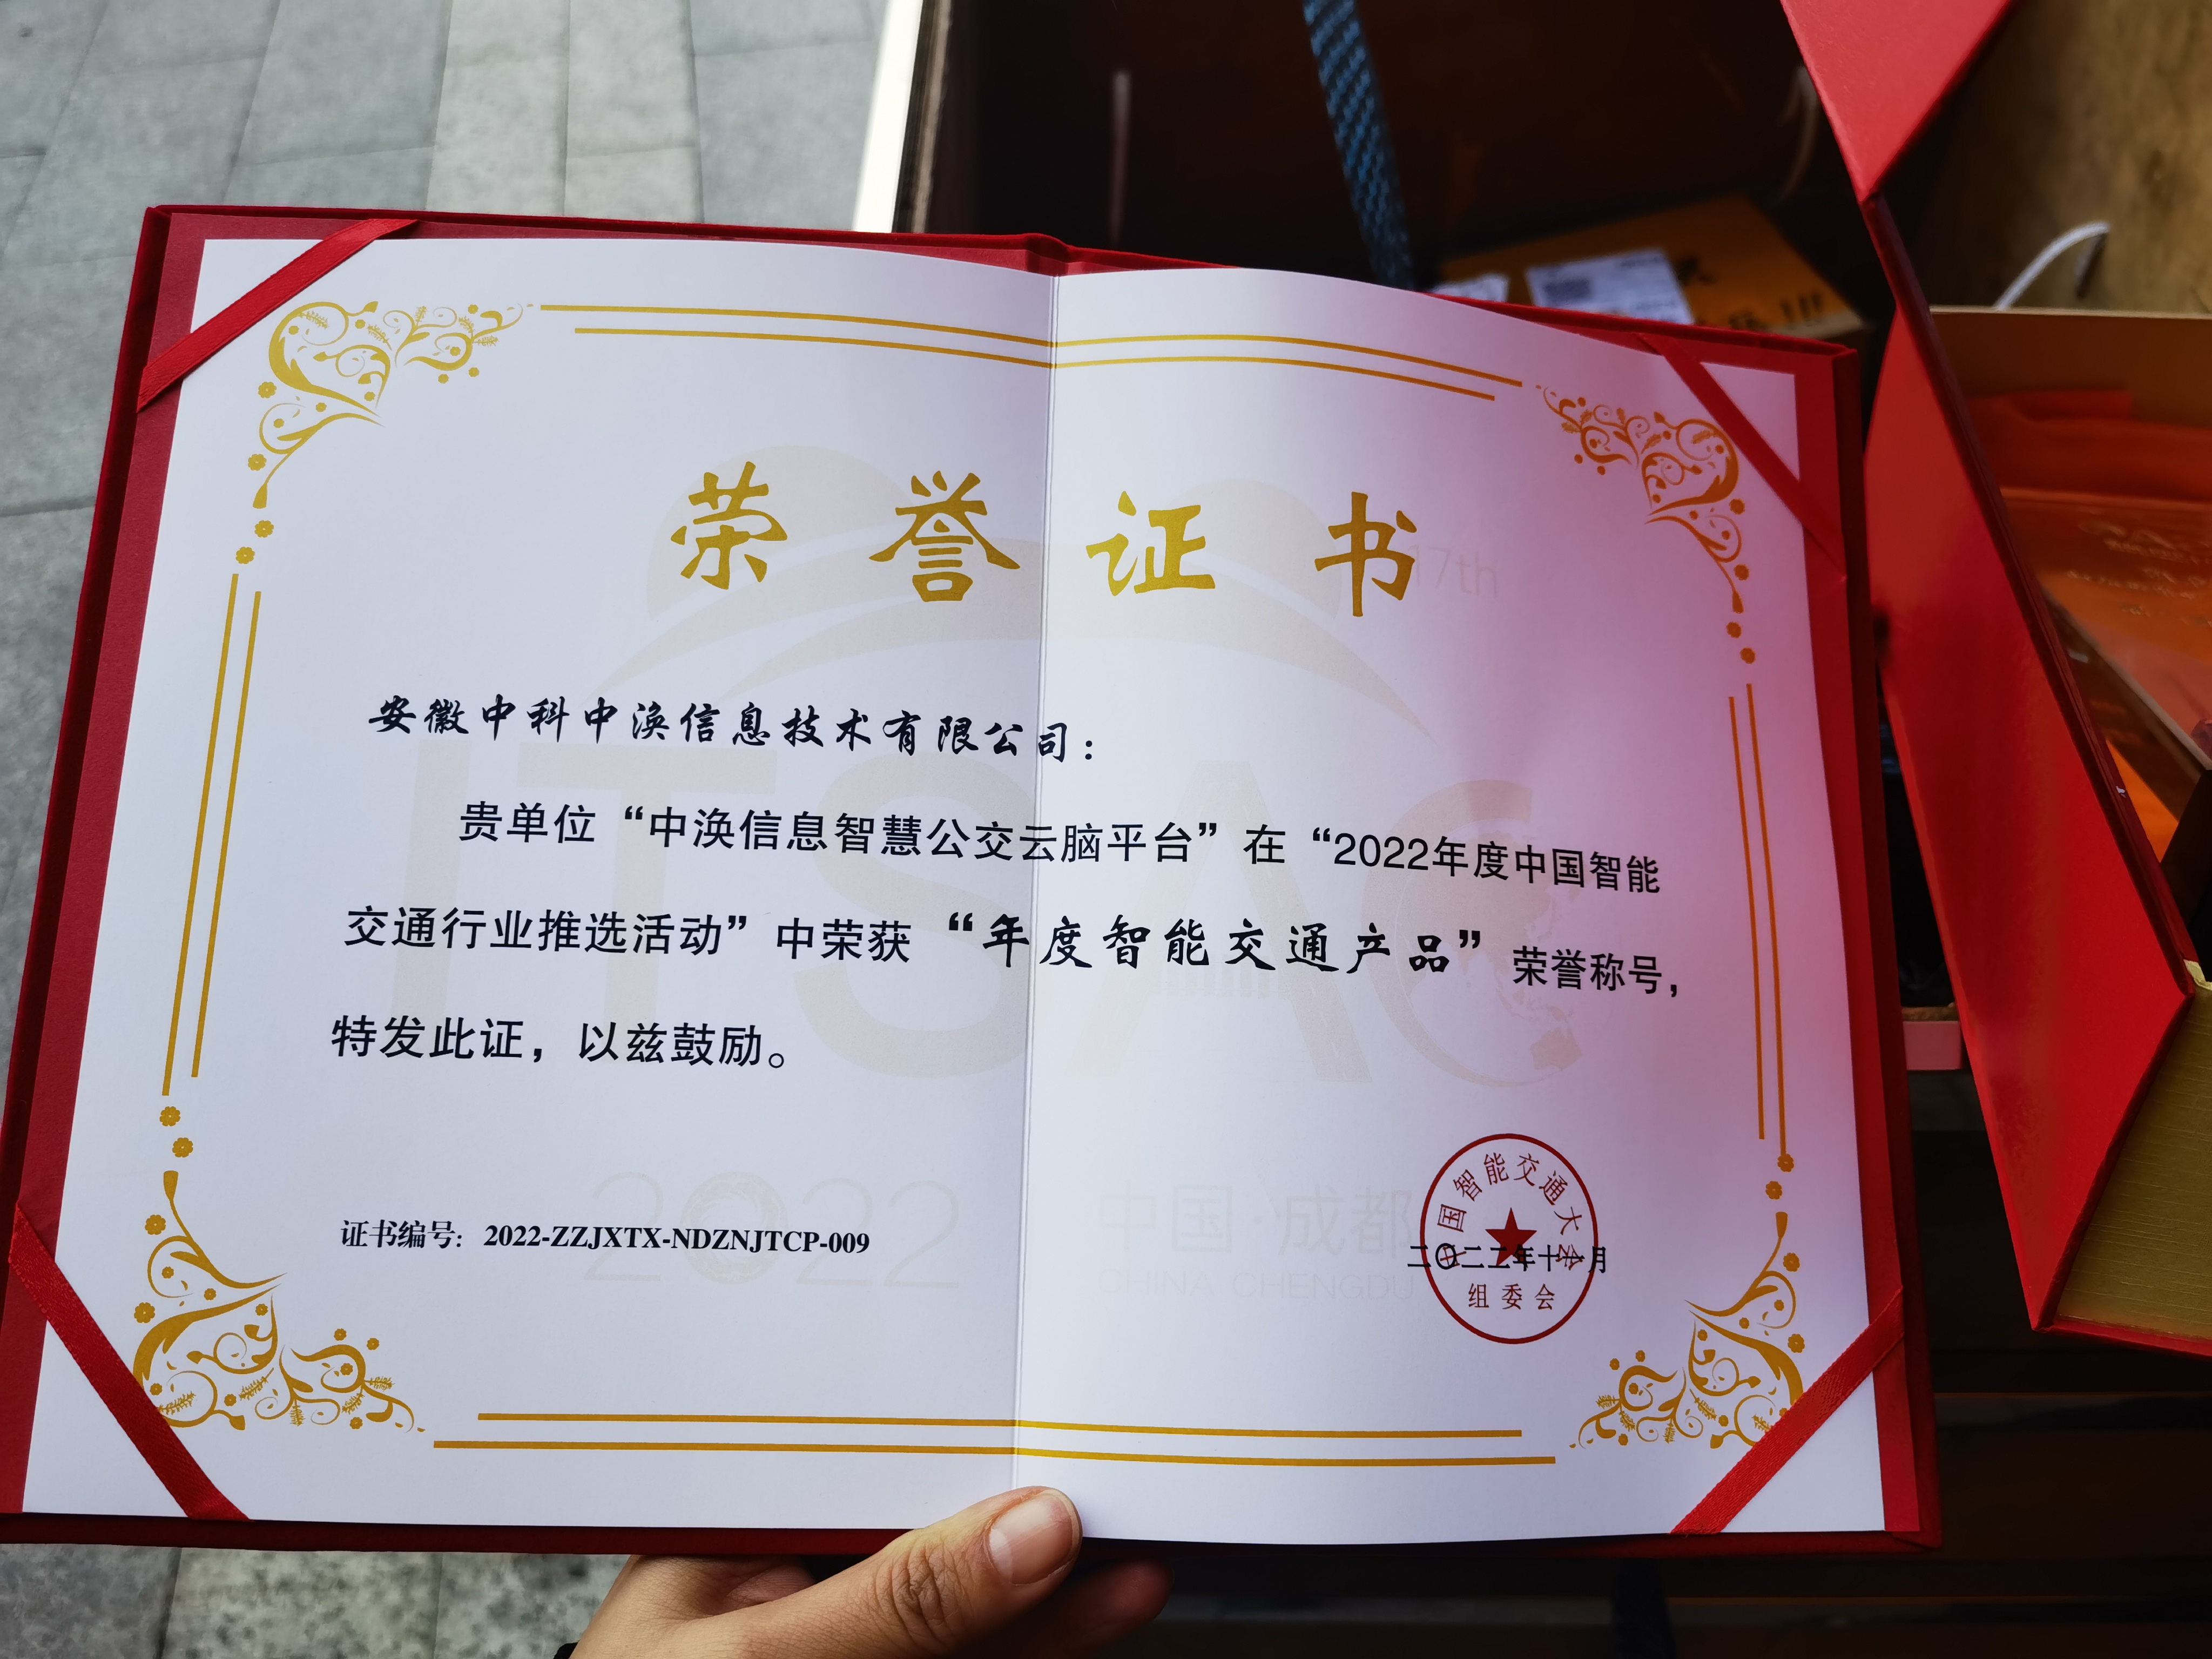 荣誉证书
17th
安徽中科中涣信息技术有限公司：
贵单位“中涣信息智慧公交云脑平台”在“2022年度中国智能
交通行业推选活动”中荣获“年度智能交通产品”荣誉称号，
特发此证，以兹鼓励。
ITSAC
2022
中国·成都
CHINA CHENGDU
证书编号：2022-ZZJXTX-NDZNJTCP-009
中国智能交通大会
二〇二二年十一月
组委会